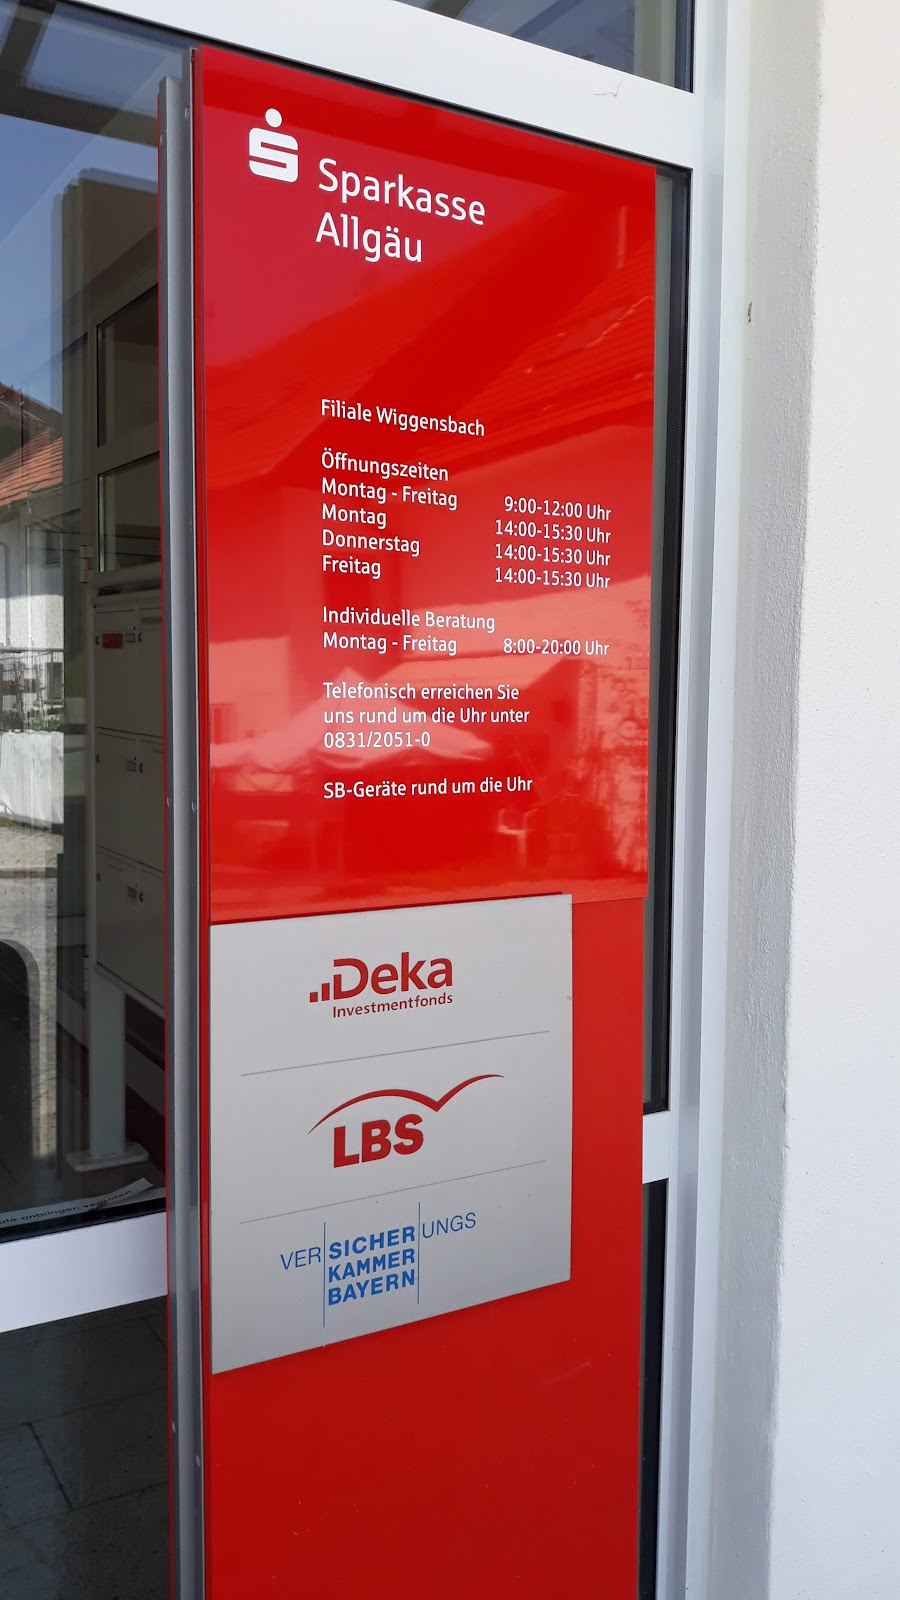 Sparkasse
Allgäu
Filiale Wiggensbach
Öffnungszeiten
Montag - Freitag 9:00-12:00 Uhr
Montag 14:00-15:30 Uhr
Donnerstag 14:00-15:30 Uhr
Freitag 14:00-15:30 Uhr
Individuelle Beratung
Montag - Freitag 8:00-20:00 Uhr
Telefonisch erreichen Sie
uns rund um die Uhr unter
0831/2051-0
SB-Geräte rund um die Uhr
Deka
Investmentfonds
LBS
VERSICHERUNGS
KAMMER
BAYERN
anbringen